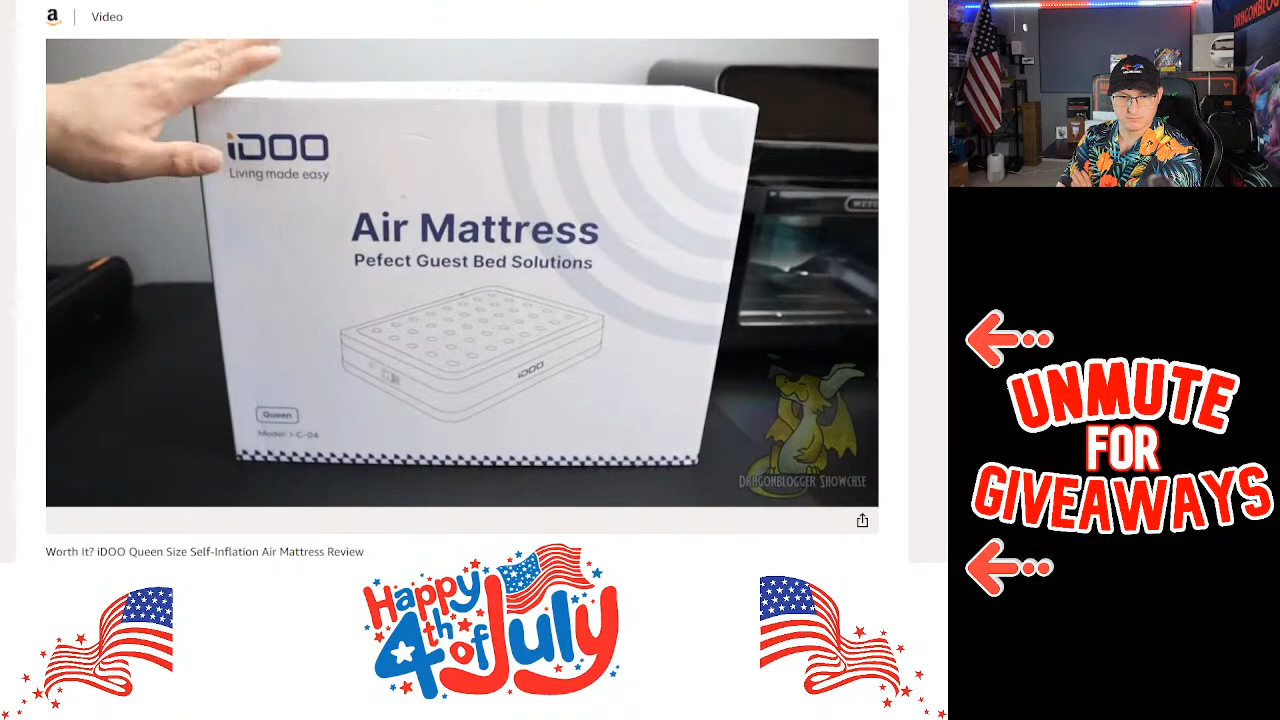 a
Video
iDOO
Living made easy
Air Mattress
Pefect Guest Bed Solutions
iDOO
Queen
Model: I-C-04
DRAGONBLOGGER SHOWCASE
Worth It? iDOO Queen Size Self-Inflation Air Mattress Review
Happy
4th of July
DRAGONBLOG
UNMUTE
FOR
GIVEAWAYS